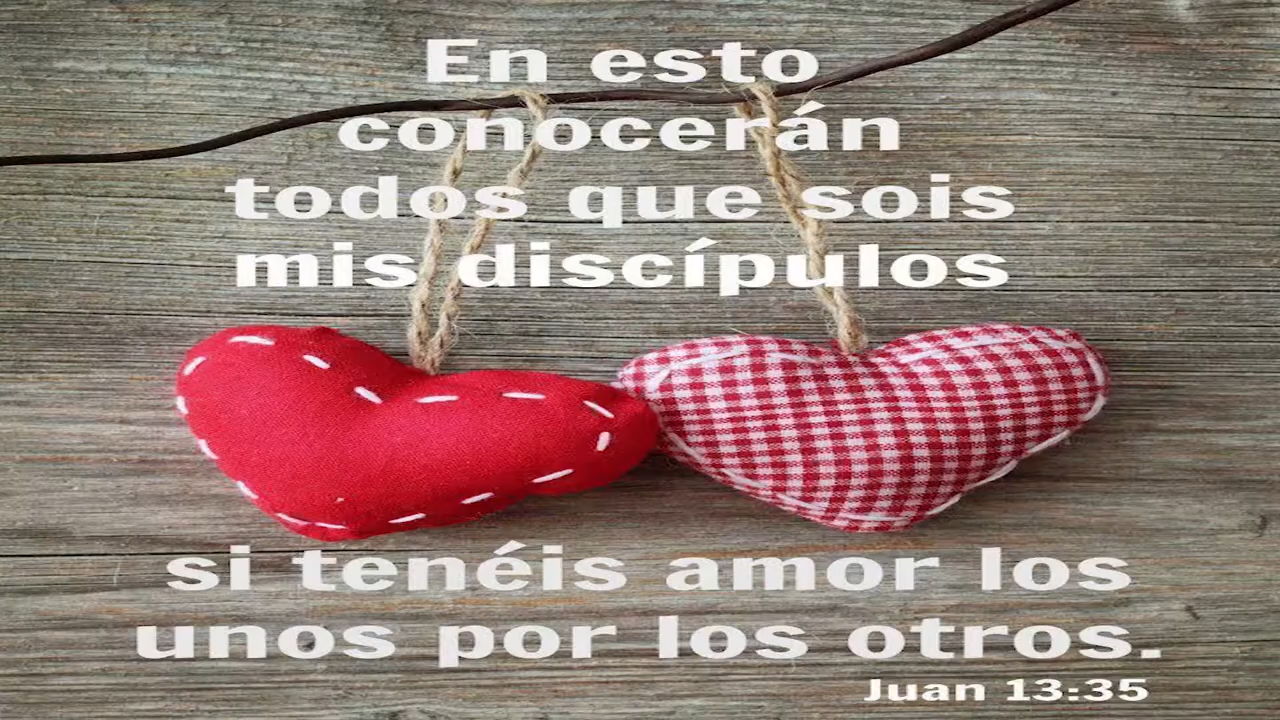 En esto
conocerán
todos que sois
mis discípulos
si tenéis amor los
unos por los otros.
Juan 13:35